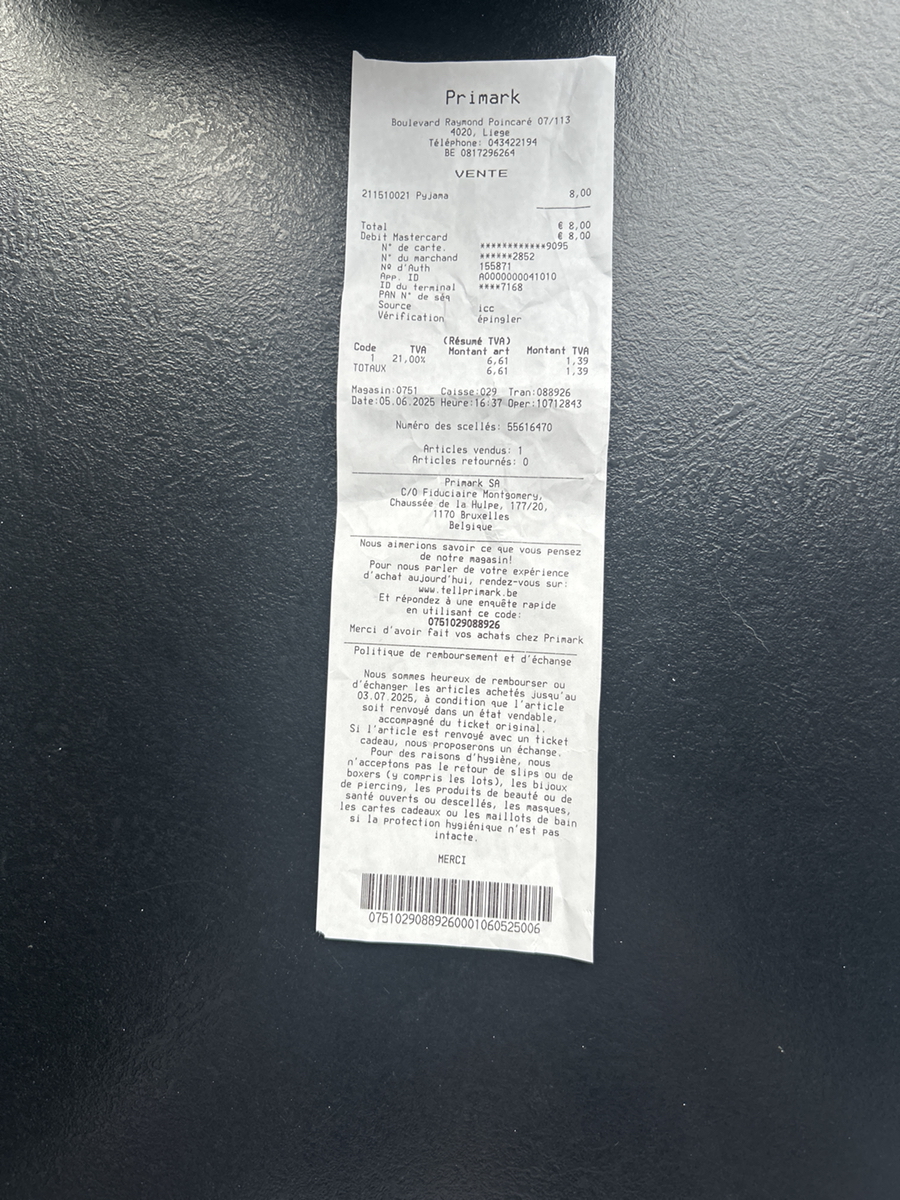 Primark
Boulevard Raymond Poincaré 07/113
4020, Liege
Téléphone: 043422194
BE 0817296264
VENTE
211510021 Pyjama 8,00
Total € 8,00
Debit Mastercard € 8,00
N° de carte. ***********9095
N° du marchand ******2852
Nº d'Auth 155871
App. ID A0000000041010
ID du terminal ****7168
PAN N° de séq
Source icc
Vérification épingler
(Résumé TVA)
Code TVA Montant art Montant TVA
1 21,00% 6,61 1,39
TOTAUX 6,61 1,39
Magasin:0751 Caisse:029 Tran:088926
Date:05.06.2025 Heure:16:37 Oper:10712843
Numéro des scellés: 55616470
Articles vendus: 1
Articles retournés: 0
Primark SA
C/O Fiduciaire Montgomery,
Chaussée de la Hulpe, 177/20,
1170 Bruxelles
Belgique
Nous aimerions savoir ce que vous pensez
de notre magasin!
Pour nous parler de votre expérience
d'achat aujourd'hui, rendez-vous sur:
www.tellprimark.be
Et répondez à une enquête rapide
en utilisant ce code:
0751029088926
Merci d'avoir fait vos achats chez Primark
Politique de remboursement et d'échange
Nous sommes heureux de rembourser ou
d'échanger les articles achetés jusqu'au
03.07.2025, à condition que l'article
soit renvoyé dans un état vendable,
accompagné du ticket original.
Si l'article est renvoyé avec un ticket
cadeau, nous proposerons un échange.
Pour des raisons d'hygiène, nous
n'acceptons pas le retour de slips ou de
boxers (y compris les lots), les bijoux
de piercing, les produits de beauté ou de
santé ouverts ou descellés, les masques,
les cartes cadeaux ou les maillots de bain
si la protection hygiénique n'est pas
intacte.
MERCI
07510290889260001060525006